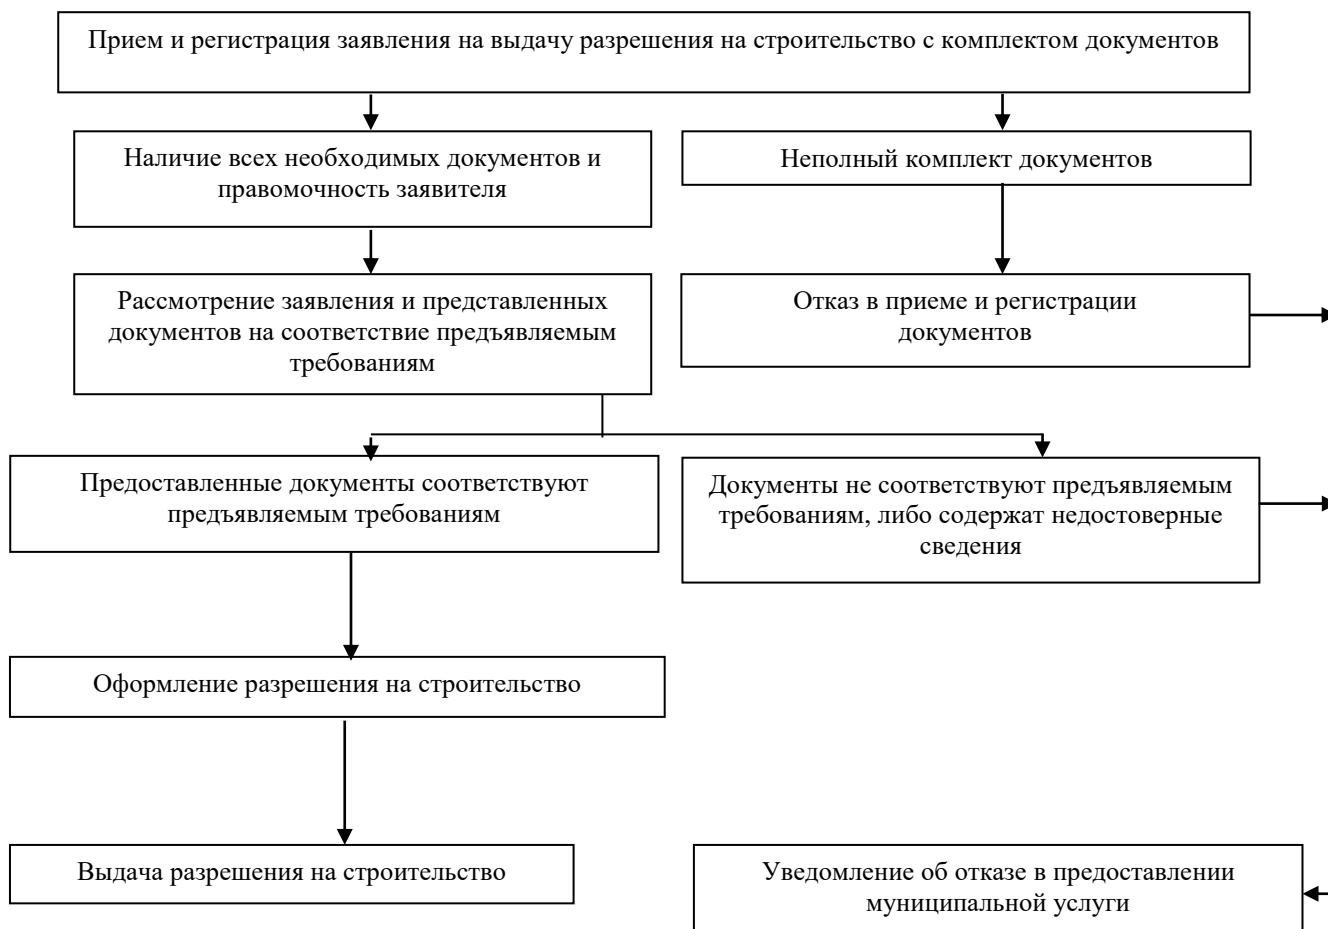 Прием и регистрация заявления на выдачу разрешения на строительство с комплектом документов
Наличие всех необходимых документов и
правомочность заявителя
Неполный комплект документов
Рассмотрение заявления и представленных
документов на соответствие предъявляемым
требованиям
Отказ в приеме и регистрации
документов
Предоставленные документы соответствуют
предъявляемым требованиям
Документы не соответствуют предъявляемым
требованиям, либо содержат недостоверные
сведения
Оформление разрешения на строительство
Выдача разрешения на строительство
Уведомление об отказе в предоставлении
муниципальной услуги